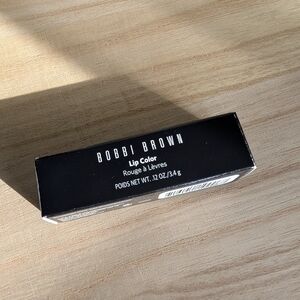 BOBBI BROWN
Lip Color
Rouge à Lèvres
POIDS NET WT. .12 OZ./3.4 g